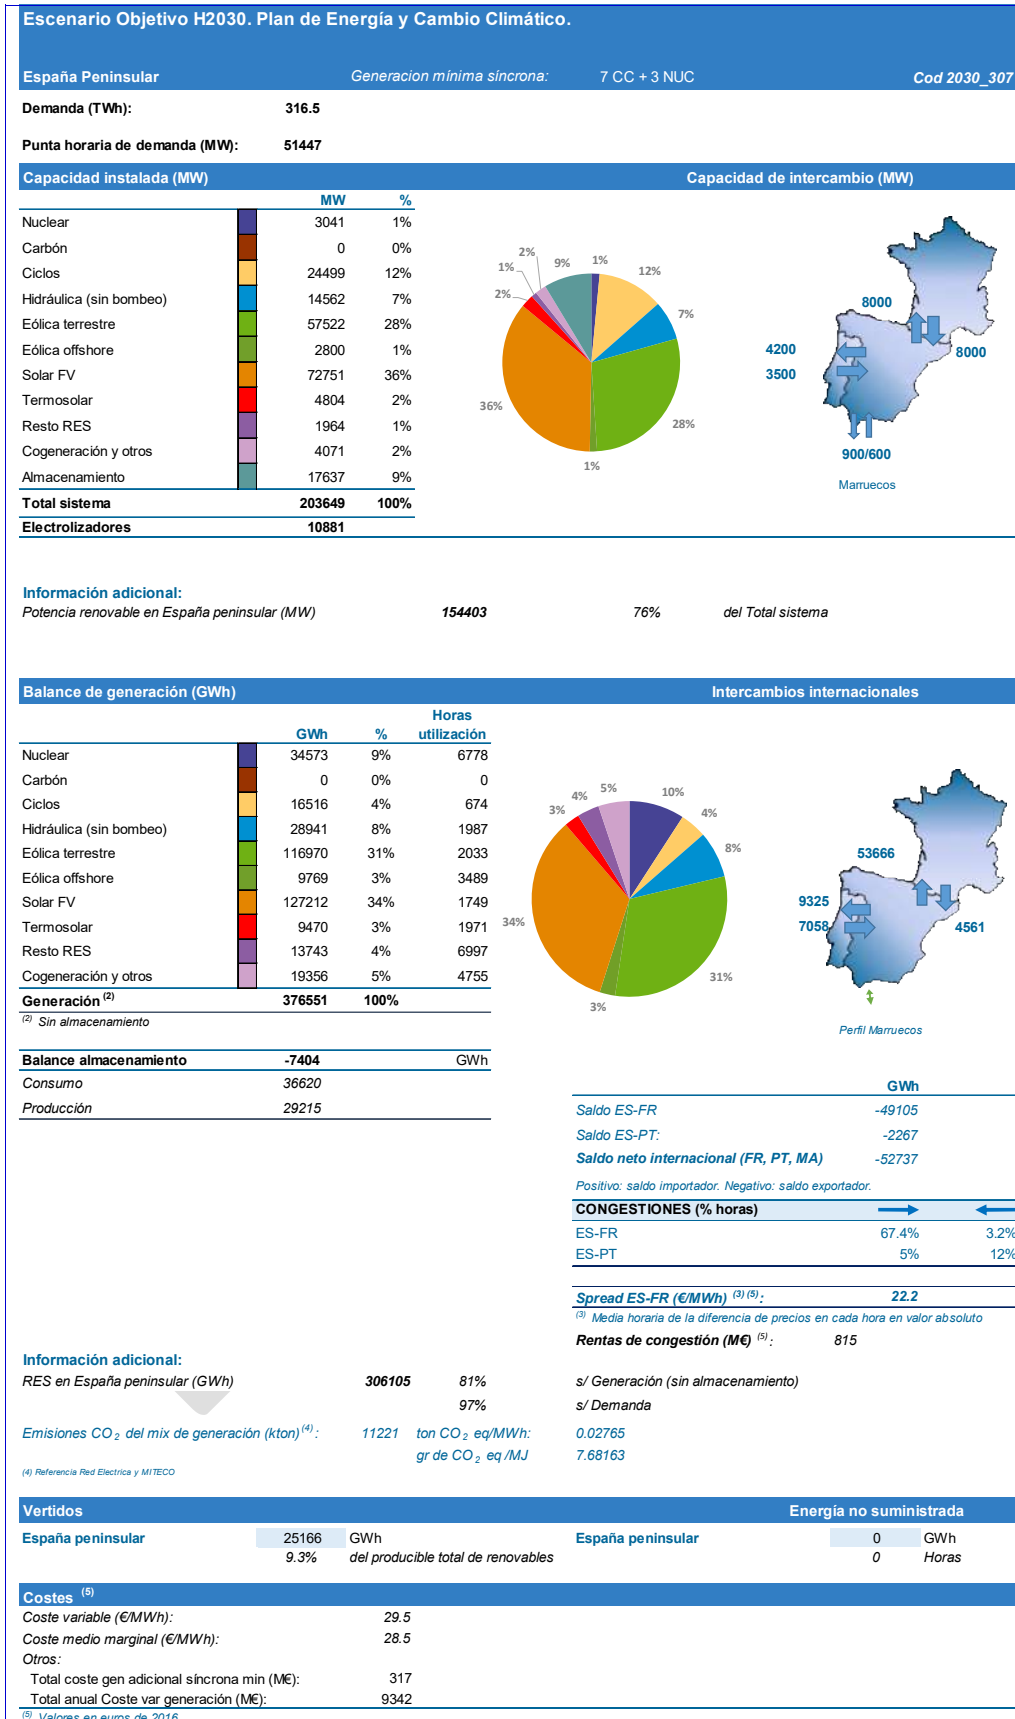 Escenario Objetivo H2030. Plan de Energía y Cambio Climático.
España Peninsular Generacion mínima síncrona: 7 CC + 3 NUC Cod 2030_307
Demanda (TWh): 316.5
Punta horaria de demanda (MW): 51447
Capacidad instalada (MW) Capacidad de intercambio (MW)
MW %
Nuclear 3041 1%
Carbón 0 0%
Ciclos 24499 12%
Hidráulica (sin bombeo) 14562 7%
Eólica terrestre 57522 28%
Eólica offshore 2800 1%
Solar FV 72751 36%
Termosolar 4804 2%
Resto RES 1964 1%
Cogeneración y otros 4071 2%
Almacenamiento 17637 9%
Total sistema 203649 100%
Electrolizadores 10881
1%
12%
7%
28%
1%
36%
2%
1%
2%
9%
8000
8000
4200
3500
900/600
Marruecos
Información adicional:
Potencia renovable en España peninsular (MW) 154403 76% del Total sistema
Balance de generación (GWh) Intercambios internacionales
Horas
GWh % utilización
Nuclear 34573 9% 6778
Carbón 0 0% 0
Ciclos 16516 4% 674
Hidráulica (sin bombeo) 28941 8% 1987
Eólica terrestre 116970 31% 2033
Eólica offshore 9769 3% 3489
Solar FV 127212 34% 1749
Termosolar 9470 3% 1971
Resto RES 13743 4% 6997
Cogeneración y otros 19356 5% 4755
Generación (2) 376551 100%
(2) Sin almacenamiento
10%
4%
8%
31%
3%
34%
3%
4%
5%
53666
4561
9325
7058
Perfil Marruecos
Balance almacenamiento -7404 GWh
Consumo 36620
Producción 29215
GWh
Saldo ES-FR -49105
Saldo ES-PT: -2267
Saldo neto internacional (FR, PT, MA) -52737
Positivo: saldo importador. Negativo: saldo exportador.
CONGESTIONES (% horas)
ES-FR 67.4% 3.2%
ES-PT 5% 12%
Spread ES-FR (€/MWh) (3) (5): 22.2
(3) Media horaria de la diferencia de precios en cada hora en valor absoluto
Rentas de congestión (M€) (5): 815
Información adicional:
RES en España peninsular (GWh) 306105 81% s/ Generación (sin almacenamiento)
97% s/ Demanda
Emisiones CO2 del mix de generación (kton)(4): 11221 ton CO2 eq/MWh: 0.02765
gr de CO2 eq /MJ 7.68163
(4) Referencia Red Electrica y MITECO
Vertidos Energía no suministrada
España peninsular 25166 GWh España peninsular 0 GWh
9.3% del producible total de renovables 0 Horas
Costes (5)
Coste variable (€/MWh): 29.5
Coste medio marginal (€/MWh): 28.5
Otros:
Total coste gen adicional síncrona min (M€): 317
Total anual Coste var generación (M€): 9342
(5) Valores en euros de 2016